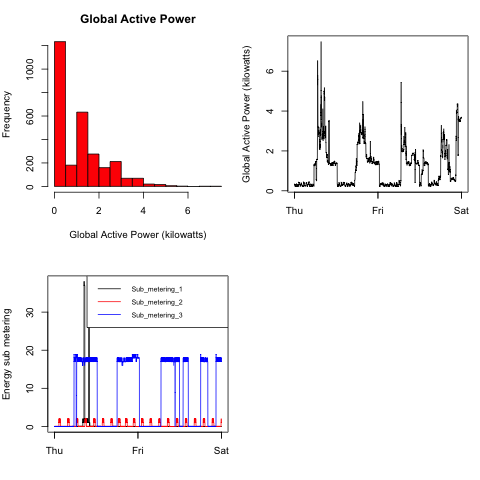 Global Active Power
Frequency
0 200 600 1000
0 2 4 6
Global Active Power (kilowatts)
Global Active Power (kilowatts)
0 2 4 6
Thu Fri Sat
Energy sub metering
0 10 20 30
Sub_metering_1
Sub_metering_2
Sub_metering_3
Thu Fri Sat